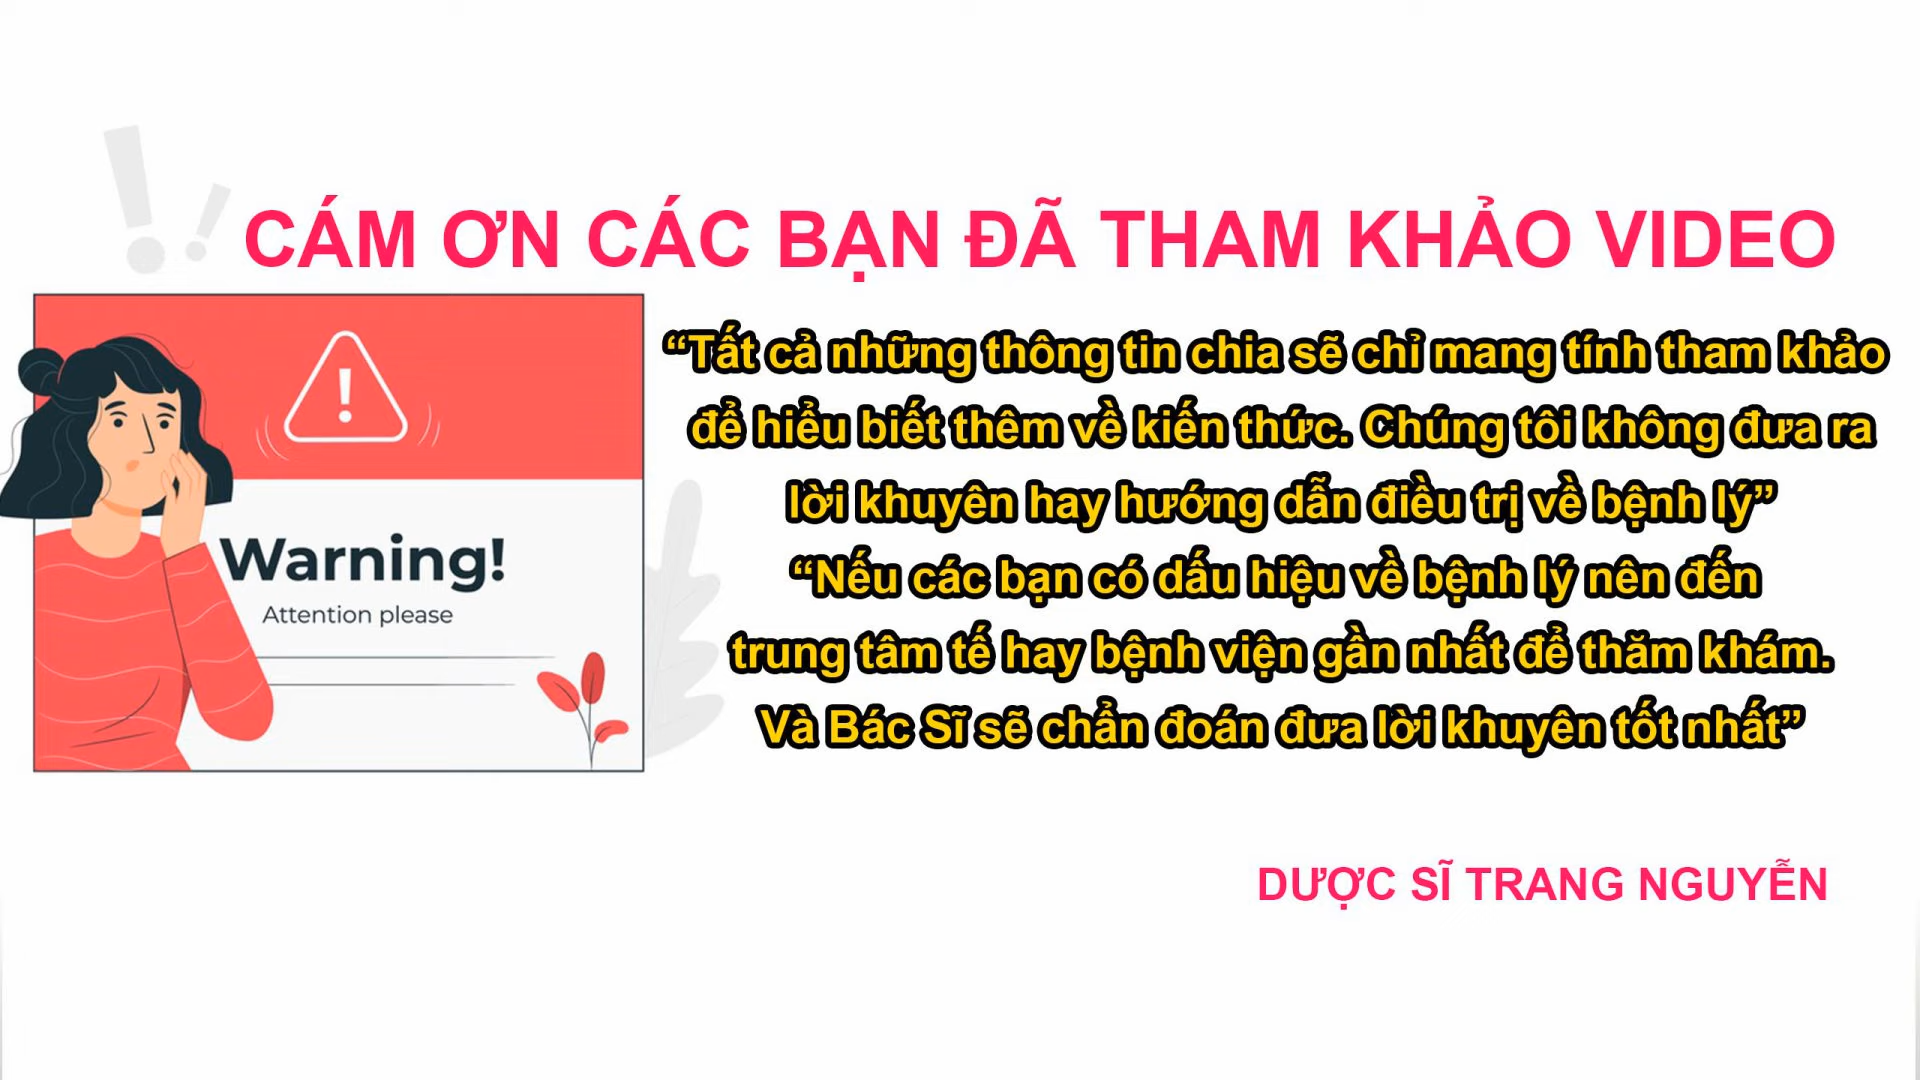 CÁM ƠN CÁC BẠN ĐÃ THAM KHẢO VIDEO
Warning!
Attention please
“Tất cả những thông tin chia sẽ chỉ mang tính tham khảo
để hiểu biết thêm về kiến thức. Chúng tôi không đưa ra
lời khuyên hay hướng dẫn điều trị về bệnh lý”
“Nếu các bạn có dấu hiệu về bệnh lý nên đến
trung tâm tế hay bệnh viện gần nhất để thăm khám.
Và Bác Sĩ sẽ chẩn đoán đưa lời khuyên tốt nhất”
DƯỢC SĨ TRANG NGUYỄN